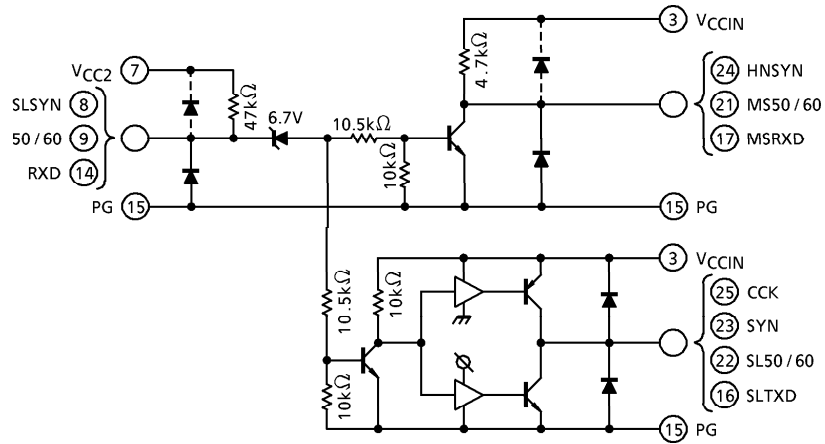 3 VCCIN
VCC2 7
4.7kΩ
24 HNSYN
SLSYN 8
47kΩ
6.7V
10.5kΩ
21 MS50/60
50/60 9
17 MSRXD
RXD 14
10kΩ
PG 15
15 PG
3 VCCIN
10.5kΩ
10kΩ
25 CCK
23 SYN
22 SL50/60
10kΩ
16 SLTXD
15 PG